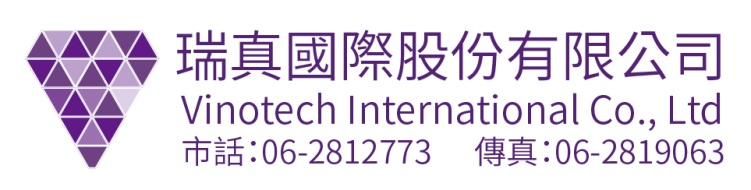 瑞真國際股份有限公司
Vinotech International Co., Ltd
市話：06-2812773 傳真：06-2819063